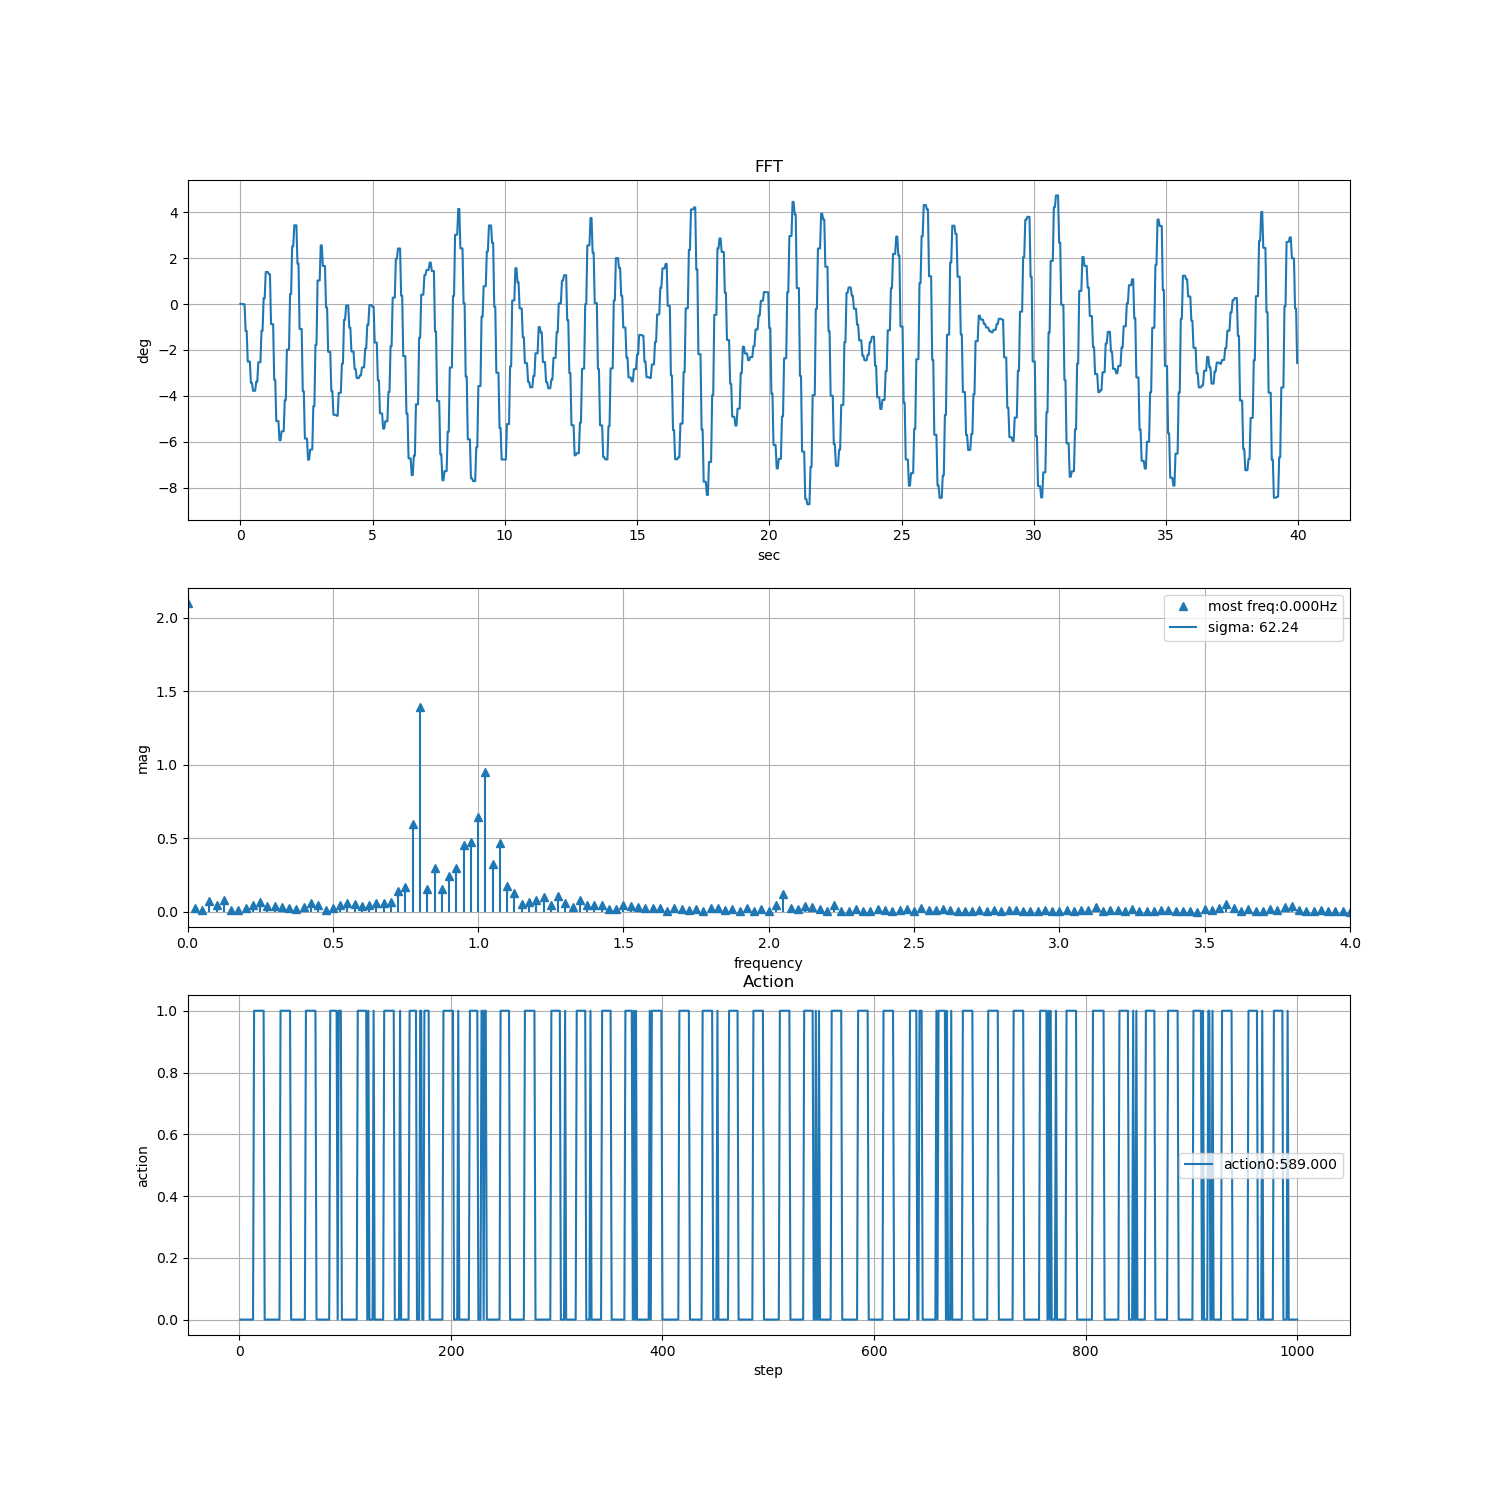 FFT
4
2
0
−2
−4
−6
−8
deg
0 5 10 15 20 25 30 35 40
sec
2.0
1.5
1.0
0.5
0.0
mag
most freq:0.000Hz
sigma: 62.24
0.0 0.5 1.0 1.5 2.0 2.5 3.0 3.5 4.0
frequency
Action
1.0
0.8
0.6
0.4
0.2
0.0
action
action0:589.000
0 200 400 600 800 1000
step